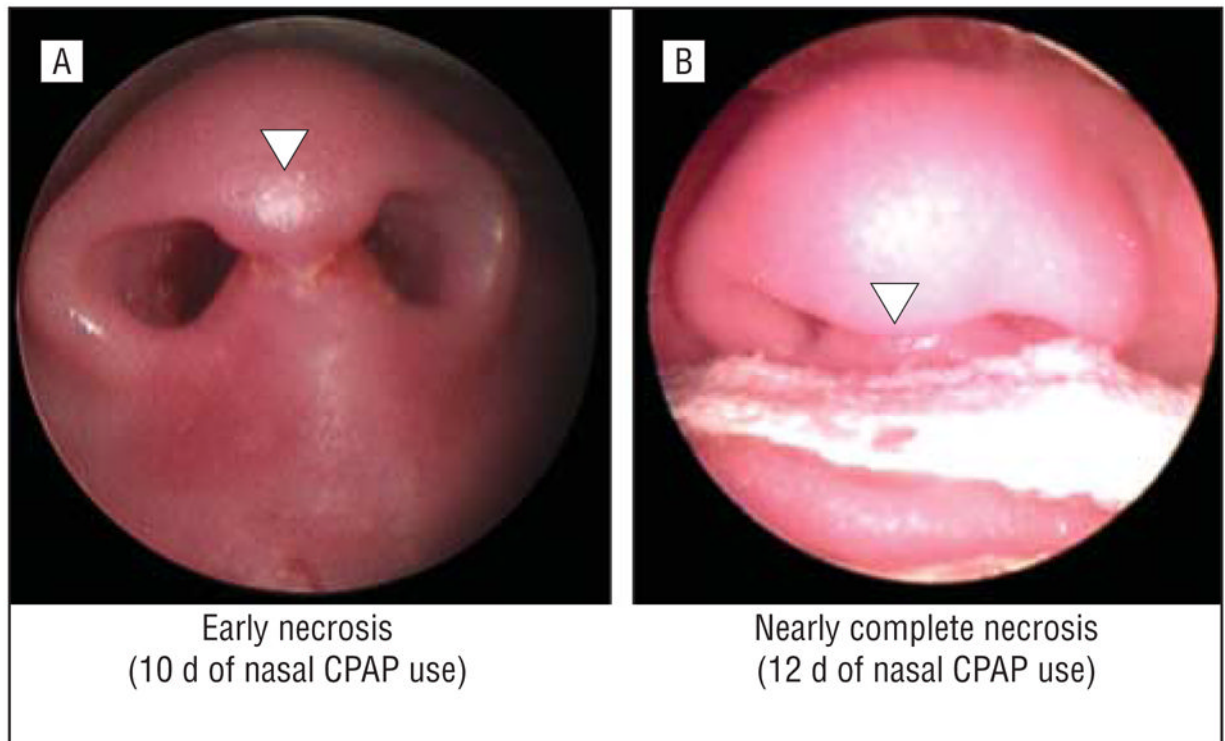 A
B
Early necrosis
(10 d of nasal CPAP use)
Nearly complete necrosis
(12 d of nasal CPAP use)